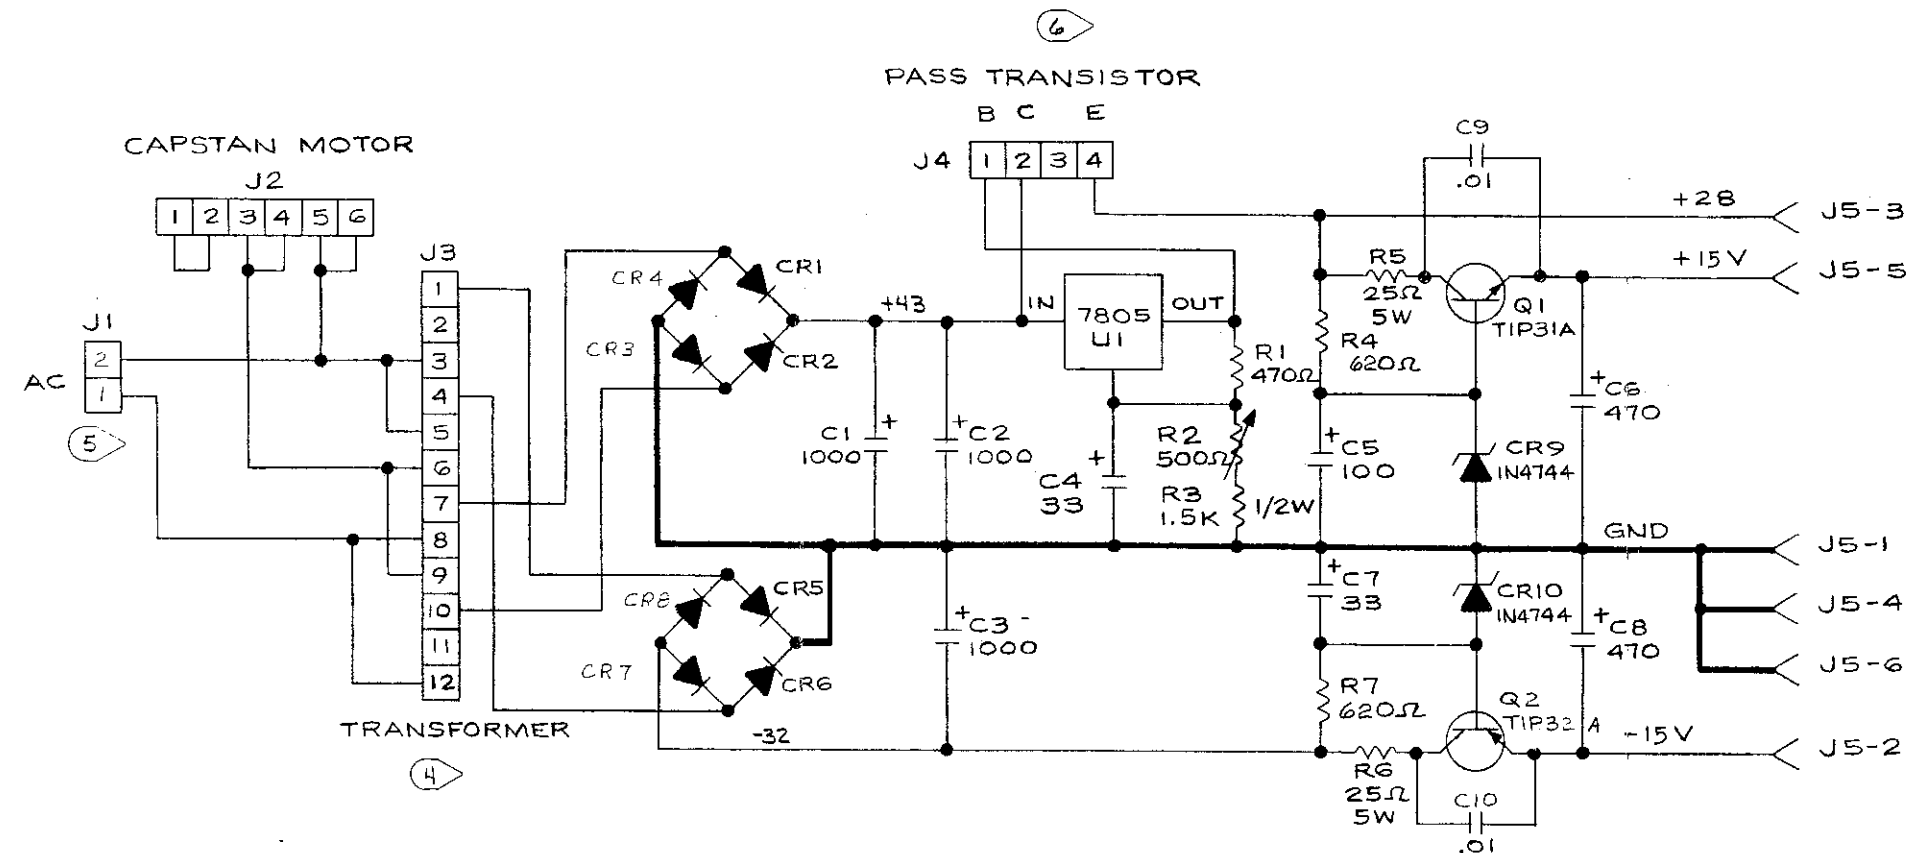 6
PASS TRANSISTOR
B C E
J4 1 2 3 4
C9
.01
CAPSTAN MOTOR
J2
1 2 3 4 5 6
+28 J5-3
J3
1
2
3
4
5
6
7
8
9
10
11
12
TRANSFORMER
4
J1
2
1
AC
5
CR4
CR1
CR3
CR2
+43
IN
7805
U1
OUT
R1
470Ω
R2
500Ω
R3
1.5K
1/2W
C1
+
1000
+
C2
1000
+
C4
33
R5
25Ω
5W
Q1
TIP31A
+15V J5-5
R4
620Ω
+
C5
100
CR9
1N4744
+
C6
470
GND J5-1
J5-4
J5-6
CR8
CR5
CR7
CR6
+
C3-
1000
-32
+
C7
33
CR10
1N4744
+
C8
470
R7
620Ω
Q2
TIP32 A
-15V J5-2
R6
25Ω
5W
C10
.01